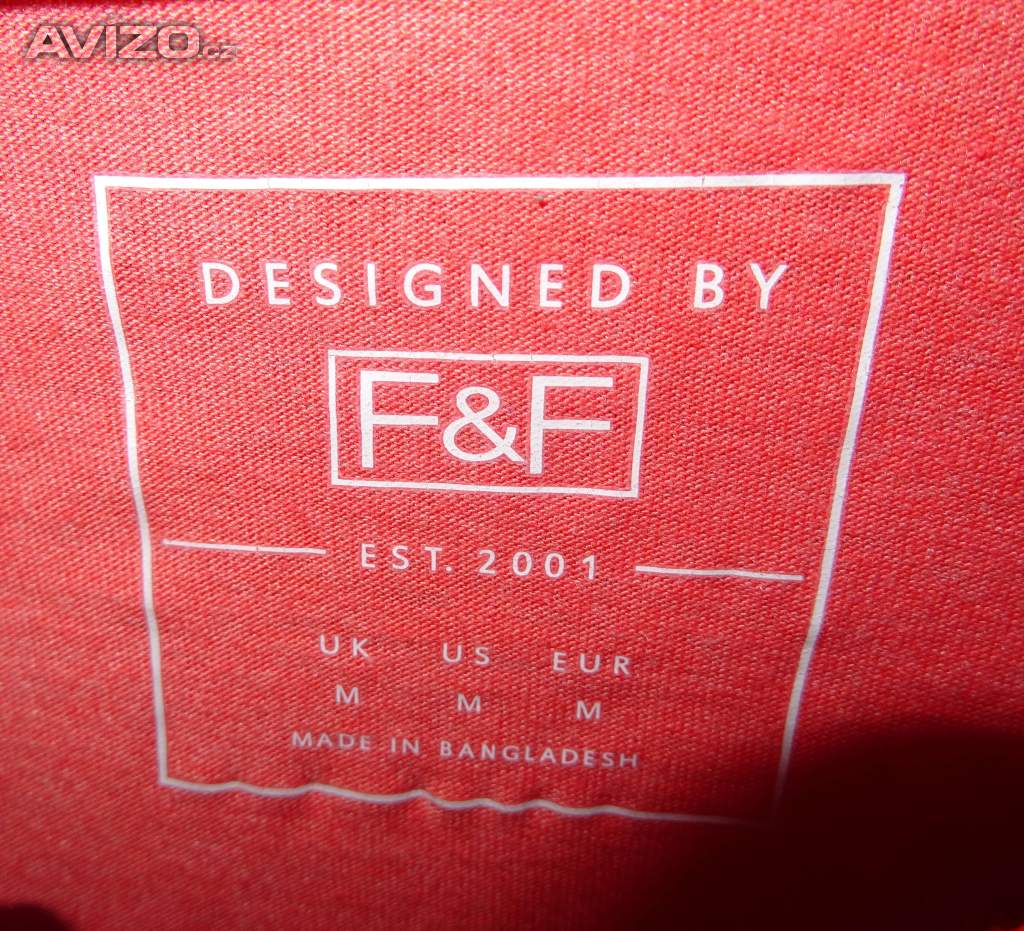 AVIZO.cz
DESIGNED BY
F&F
EST. 2001
UK US EUR
M M M
MADE IN BANGLADESH